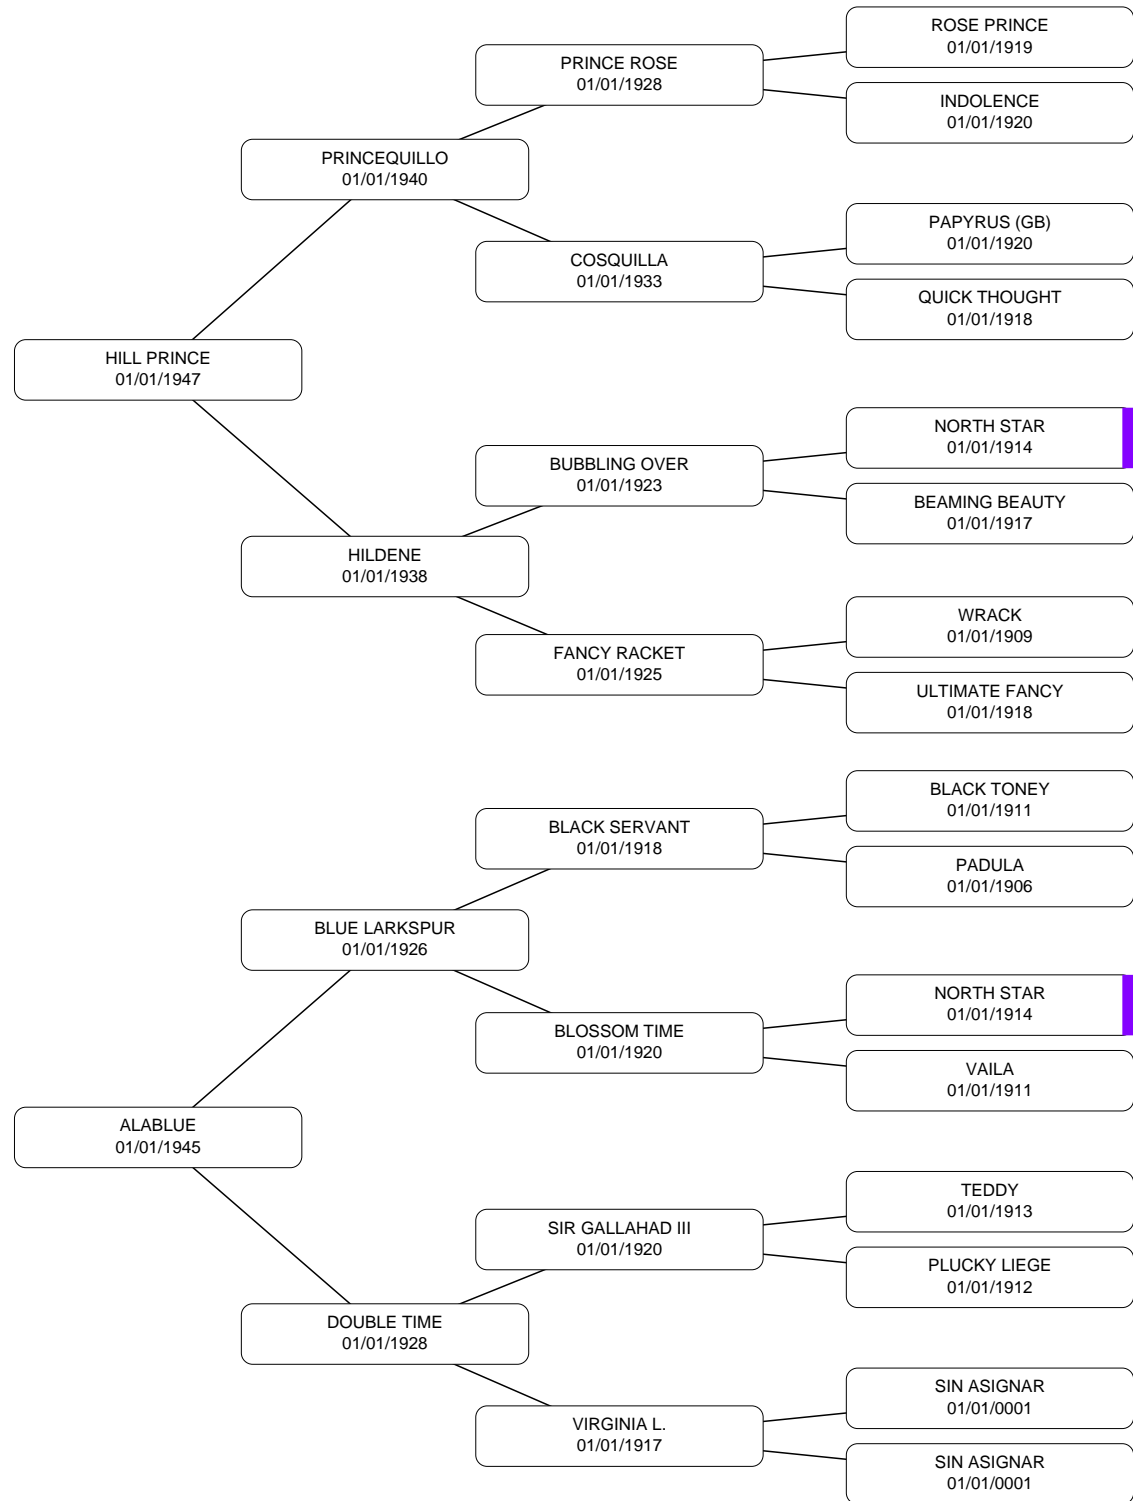 ROSE PRINCE
01/01/1919
PRINCE ROSE
01/01/1928
INDOLENCE
01/01/1920
PRINCEQUILLO
01/01/1940
PAPYRUS (GB)
01/01/1920
COSQUILLA
01/01/1933
QUICK THOUGHT
01/01/1918
HILL PRINCE
01/01/1947
NORTH STAR
01/01/1914
BUBBLING OVER
01/01/1923
BEAMING BEAUTY
01/01/1917
HILDENE
01/01/1938
WRACK
01/01/1909
FANCY RACKET
01/01/1925
ULTIMATE FANCY
01/01/1918
BLACK TONEY
01/01/1911
BLACK SERVANT
01/01/1918
PADULA
01/01/1906
BLUE LARKSPUR
01/01/1926
NORTH STAR
01/01/1914
BLOSSOM TIME
01/01/1920
VAILA
01/01/1911
ALABLUE
01/01/1945
TEDDY
01/01/1913
SIR GALLAHAD III
01/01/1920
PLUCKY LIEGE
01/01/1912
DOUBLE TIME
01/01/1928
SIN ASIGNAR
01/01/0001
VIRGINIA L.
01/01/1917
SIN ASIGNAR
01/01/0001